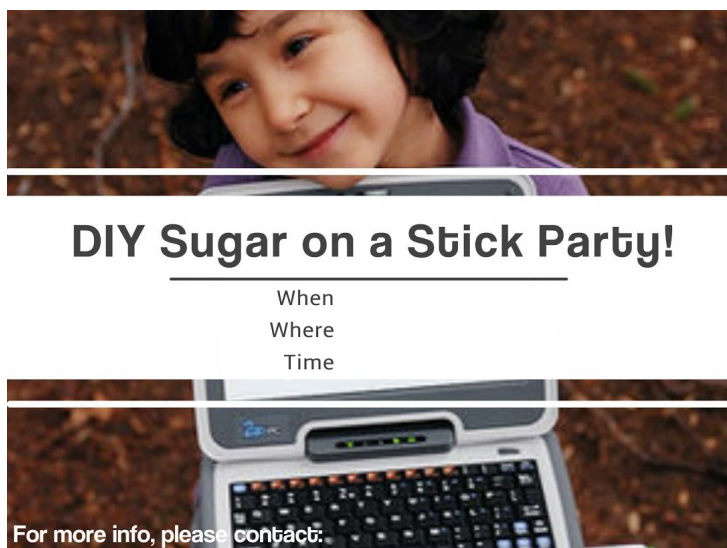 DIY Sugar on a Stick Party!
When
Where
Time
For more info, please contact: